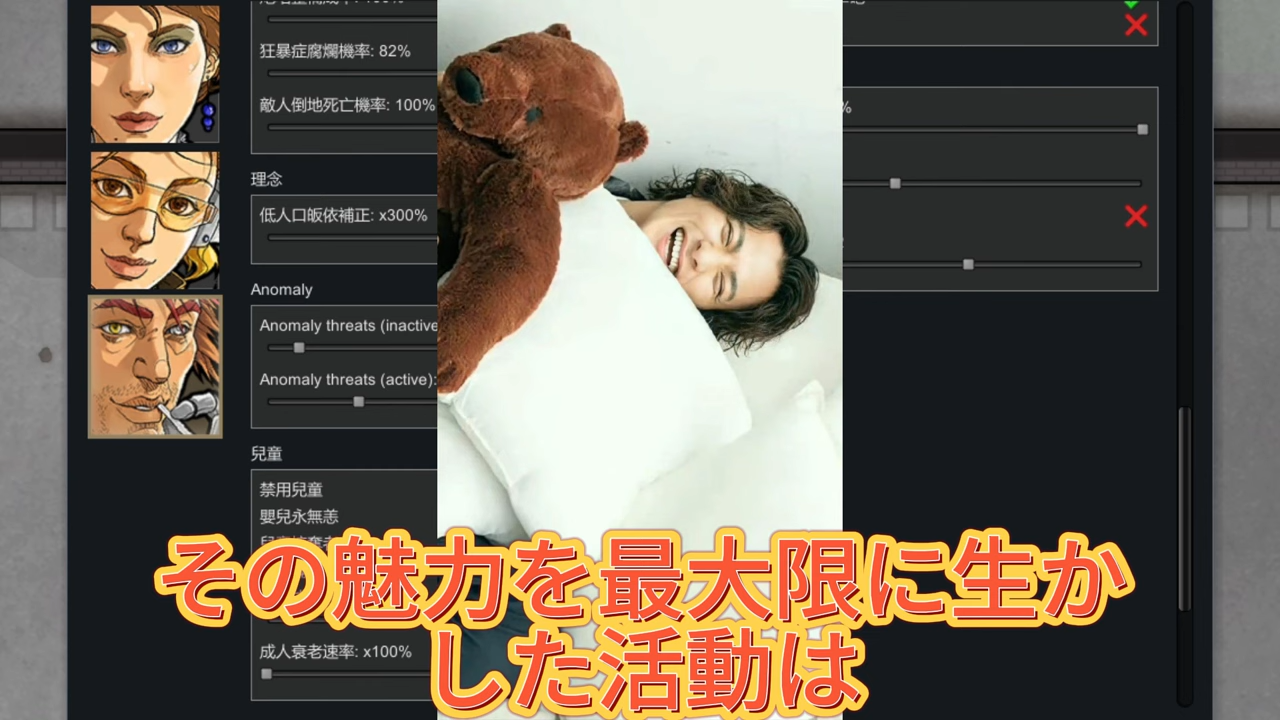 狂暴症腐爛機率: 82%
敵人倒地死亡機率: 100%
理念
低人口皈依補正: x300%
Anomaly
Anomaly threats (inactive
Anomaly threats (active):
兒童
禁用兒童
嬰兒永無恙
成人衰老速率: x100%
%
その魅力を最大限に生か
した活動は